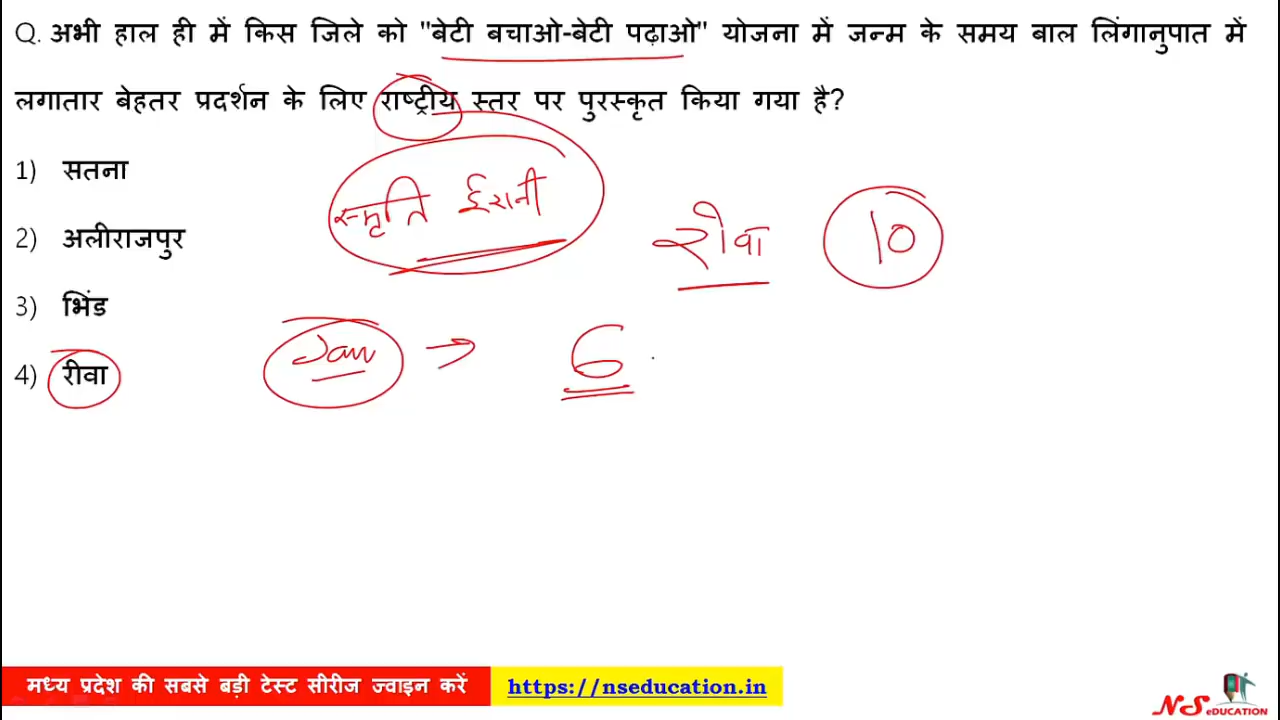 Q. अभी हाल ही में किस जिले को "बेटी बचाओ-बेटी पढ़ाओ" योजना में जन्म के समय बाल लिंगानुपात में
लगातार बेहतर प्रदर्शन के लिए राष्ट्रीय स्तर पर पुरस्कृत किया गया है?
1) सतना
स्मृति ईरानी
रीवा 10
2) अलीराजपुर
3) भिंड
Jan → 6
4) रीवा
मध्य प्रदेश की सबसे बड़ी टेस्ट सीरीज ज्वाइन करें https://nseducation.in
NS eDUCATION